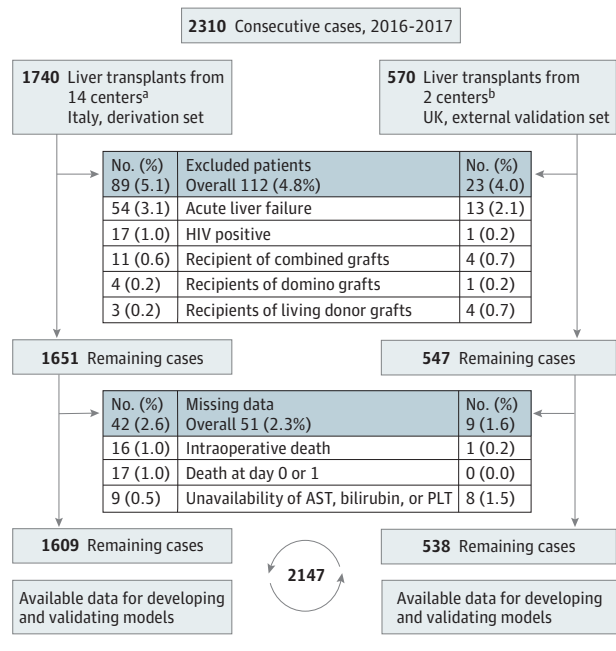 2310 Consecutive cases, 2016-2017
1740 Liver transplants from
14 centersa
Italy, derivation set
570 Liver transplants from
2 centersb
UK, external validation set
No. (%) Excluded patients No. (%)
89 (5.1) Overall 112 (4.8%) 23 (4.0)
54 (3.1) Acute liver failure 13 (2.1)
17 (1.0) HIV positive 1 (0.2)
11 (0.6) Recipient of combined grafts 4 (0.7)
4 (0.2) Recipients of domino grafts 1 (0.2)
3 (0.2) Recipients of living donor grafts 4 (0.7)
1651 Remaining cases
547 Remaining cases
No. (%) Missing data No. (%)
42 (2.6) Overall 51 (2.3%) 9 (1.6)
16 (1.0) Intraoperative death 1 (0.2)
17 (1.0) Death at day 0 or 1 0 (0.0)
9 (0.5) Unavailability of AST, bilirubin, or PLT 8 (1.5)
1609 Remaining cases
2147
538 Remaining cases
Available data for developing
and validating models
Available data for developing
and validating models